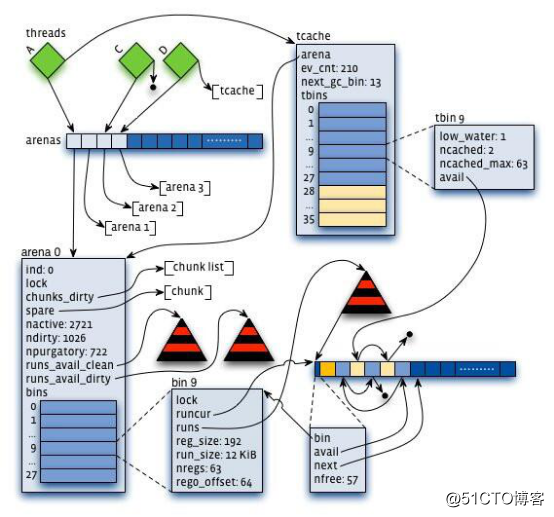 threads
A
C
D
[tcache]
arenas
[arena 3]
[arena 2]
[arena 1]
tcache
arena
ev_cnt: 210
next_gc_bin: 13
tbins
0
1
...
9
...
27
28
...
35
tbin 9
low_water: 1
ncached: 2
ncached_max: 63
avail
arena 0
ind: 0
lock
chunks_dirty
spare
nactive: 2721
ndirty: 1026
npurgatory: 722
runs_avail_clean
runs_avail_dirty
bins
0
1
...
9
...
27
[chunk list]
[chunk]
bin 9
lock
runcur
runs
reg_size: 192
run_size: 12 KiB
nregs: 63
reg0_offset: 64
bin
avail
next
nfree: 57
@51CTO博客